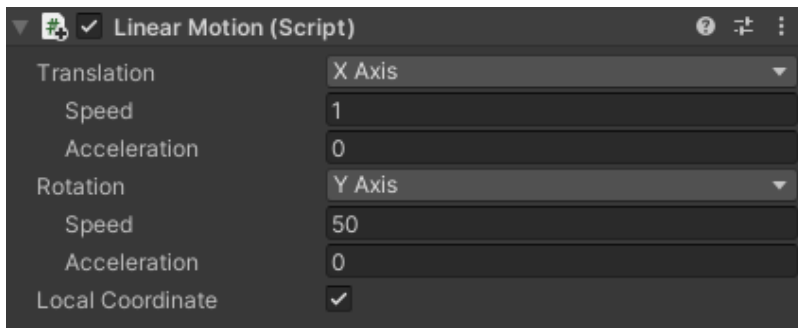 Linear Motion (Script)
Translation X Axis
Speed 1
Acceleration 0
Rotation Y Axis
Speed 50
Acceleration 0
Local Coordinate